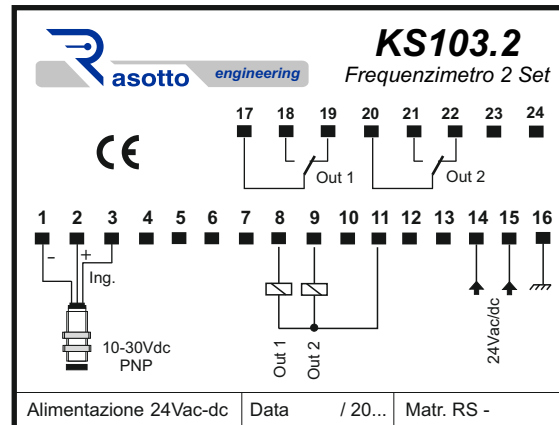 KS103.2
Rasotto engineering
Frequenzimetro 2 Set
17 18 19 20 21 22 23 24
CE
Out 1 Out 2
1 2 3 4 5 6 7 8 9 10 11 12 13 14 15 16
- +
Ing.
10-30Vdc
PNP
Out 1
Out 2
24Vac/dc
Alimentazione 24Vac-dc Data / 20... Matr. RS -